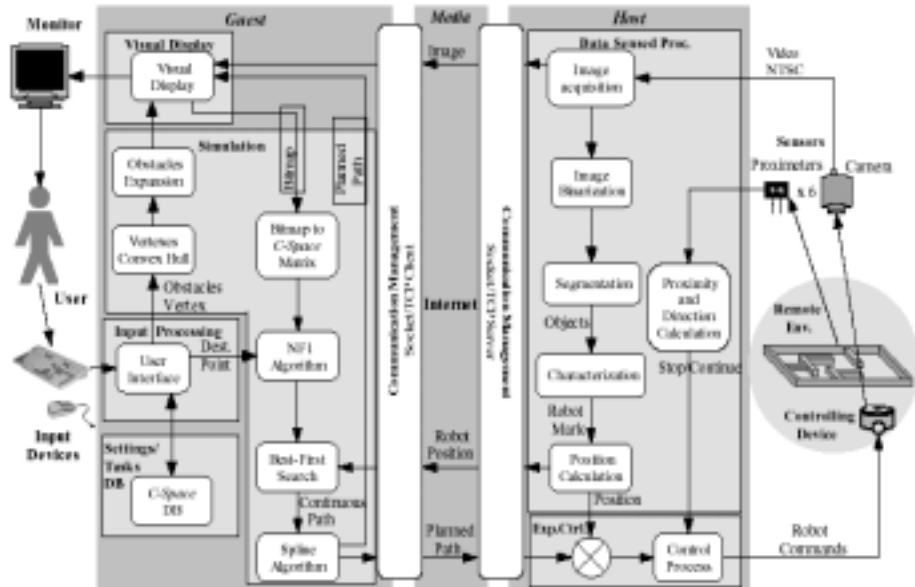 Guest
Media
Host
Monitor
Visual Display
Visual
Display
Image
Data Sensed Proc.
Image
acquisition
Video
NTSC
Simulation
Bitmap
Planned
Path
Obstacles
Expansion
Image
Binarization
Sensors
Proximeters
x 6
Camera
Vertexes
Convex Hull
Bitmap to
C-Space
Matrix
Communication Management
Socket/TCP Client
Communication Management
Socket/TCP Server
User
Obstacles
Vertex
Internet
Segmentation
Objects
Proximity
and
Direction
Calculation
Remote
Env.
Input Processing
User
Interface
Dest.
Point
NF1
Algorithm
Characterization
Stop/Continue
Controlling
Device
Input
Devices
Robot
Mark
Settings/
Tasks
DB
C-Space
DB
Best-First
Search
Robot
Position
Position
Calculation
Continuous
Path
Position
Spline
Algorithm
Planned
Path
Exp.Ctrl.
Control
Process
Robot
Commands